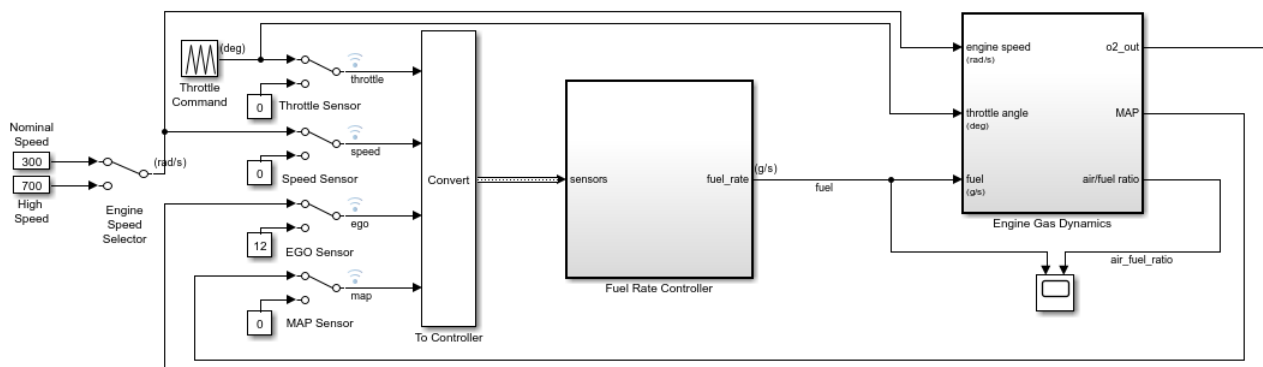 (deg)
Throttle
Command
0
Throttle Sensor
throttle
Nominal
Speed
300
700
High
Speed
(rad/s)
Engine
Speed
Selector
0
Speed Sensor
speed
12
EGO Sensor
ego
0
MAP Sensor
map
Convert
To Controller
sensors
fuel_rate
(g/s)
Fuel Rate Controller
fuel
engine speed
(rad/s)
o2_out
throttle angle
(deg)
MAP
fuel
(g/s)
air/fuel ratio
Engine Gas Dynamics
air_fuel_ratio